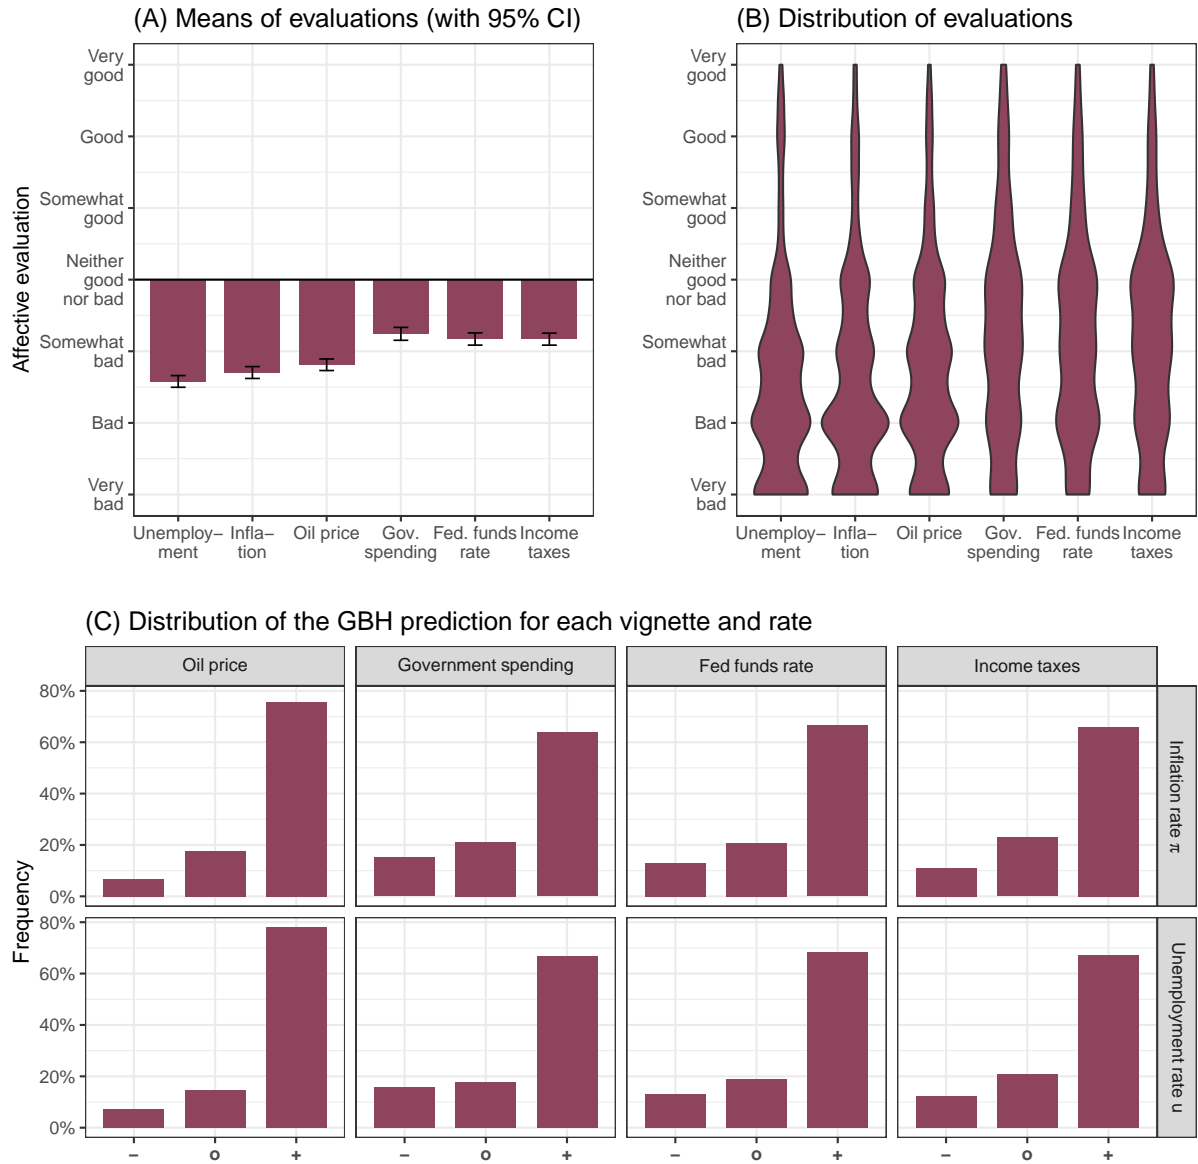 (A) Means of evaluations (with 95% CI)
Affective evaluation
Very
good
Good
Somewhat
good
Neither
good
nor bad
Somewhat
bad
Bad
Very
bad
Unemploy–
ment
Infla–
tion
Oil price
Gov.
spending
Fed. funds
rate
Income
taxes
(B) Distribution of evaluations
Very
good
Good
Somewhat
good
Neither
good
nor bad
Somewhat
bad
Bad
Very
bad
Unemploy–
ment
Infla–
tion
Oil price
Gov.
spending
Fed. funds
rate
Income
taxes
(C) Distribution of the GBH prediction for each vignette and rate
Oil price
Government spending
Fed funds rate
Income taxes
Frequency
80%
60%
40%
20%
0%
Inflation rate π
80%
60%
40%
20%
0%
Unemployment rate u
– o +
– o +
– o +
– o +